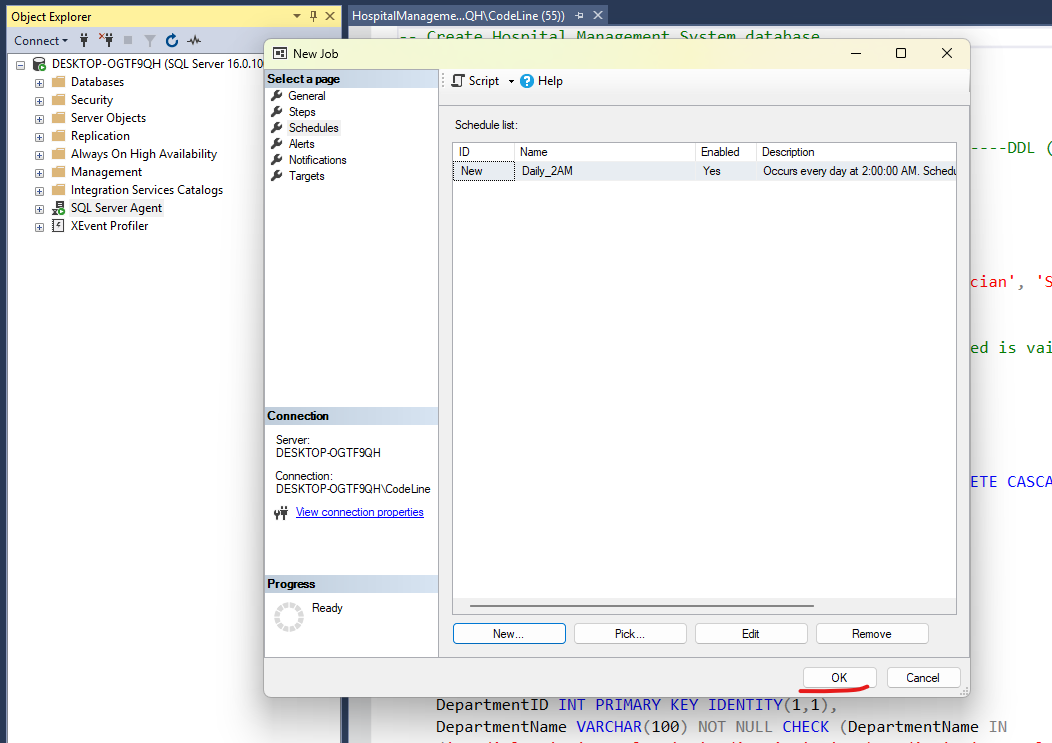 Object Explorer
HospitalManageme...QH\CodeLine (55))
-- Create Hospital Management System database
Connect
New Job
DESKTOP-OGTF9QH (SQL Server 16.0.10
Databases
Security
Server Objects
Replication
Always On High Availability
Management
Integration Services Catalogs
SQL Server Agent
XEvent Profiler
Select a page
General
Steps
Schedules
Alerts
Notifications
Targets
Script
Help
Schedule list:
ID Name Enabled Description
New Daily_2AM Yes Occurs every day at 2:00:00 AM. Schedu
----DDL (
cian', 'S
ed is vai
ETE CASCA
Connection
Server:
DESKTOP-OGTF9QH
Connection:
DESKTOP-OGTF9QH\CodeLine
View connection properties
Progress
Ready
New... Pick... Edit Remove
OK Cancel
DepartmentID INT PRIMARY KEY IDENTITY(1,1),
DepartmentName VARCHAR(100) NOT NULL CHECK (DepartmentName IN